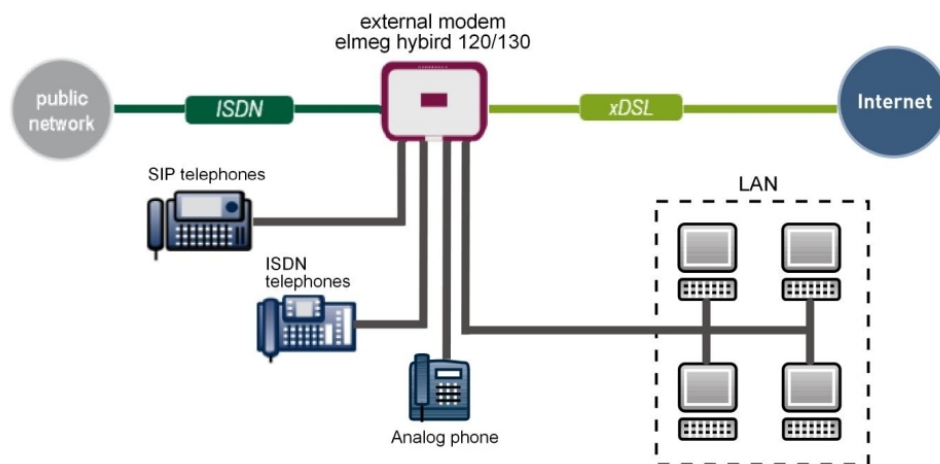 external modem
elmeg hybird 120/130
public
network
ISDN
xDSL
Internet
SIP telephones
LAN
ISDN
telephones
Analog phone